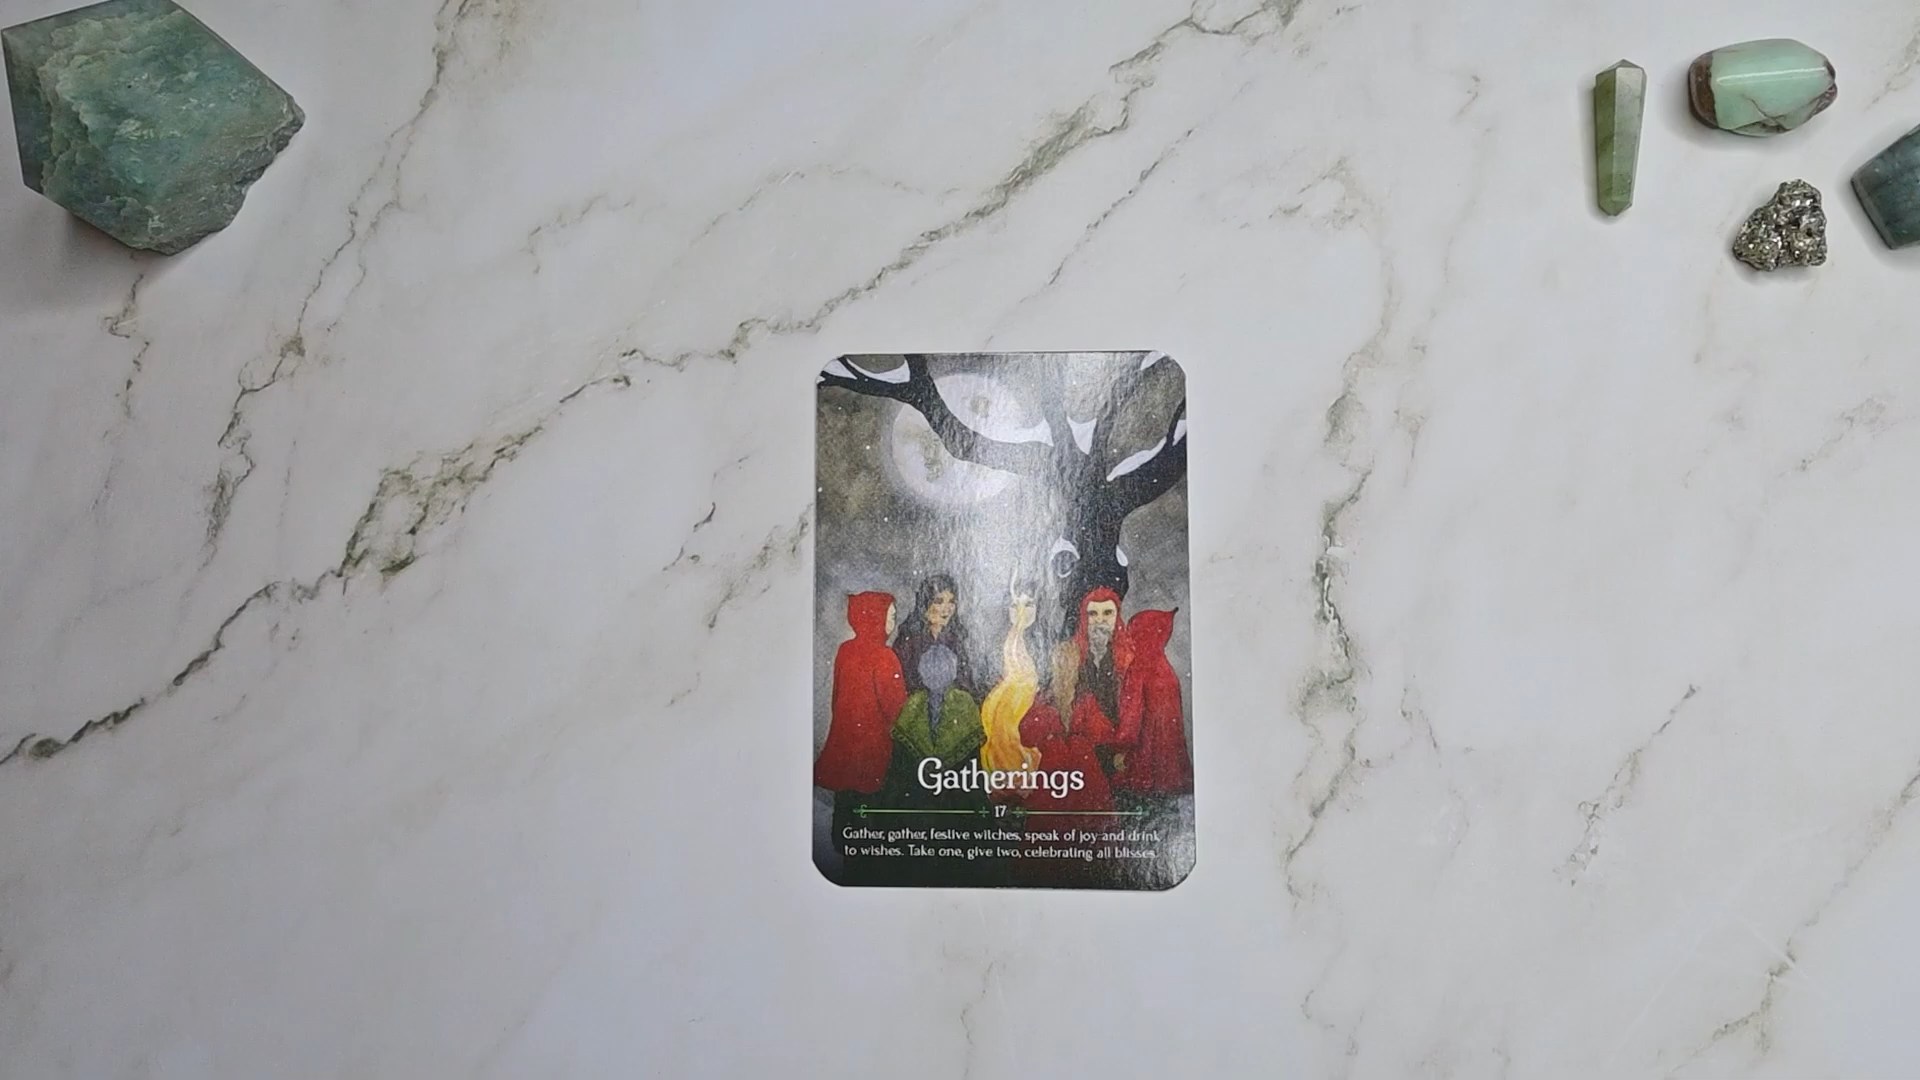 Gatherings
17
Gather, gather, festive witches, speak of joy and drink
to wishes. Take one, give two, celebrating all blisses.